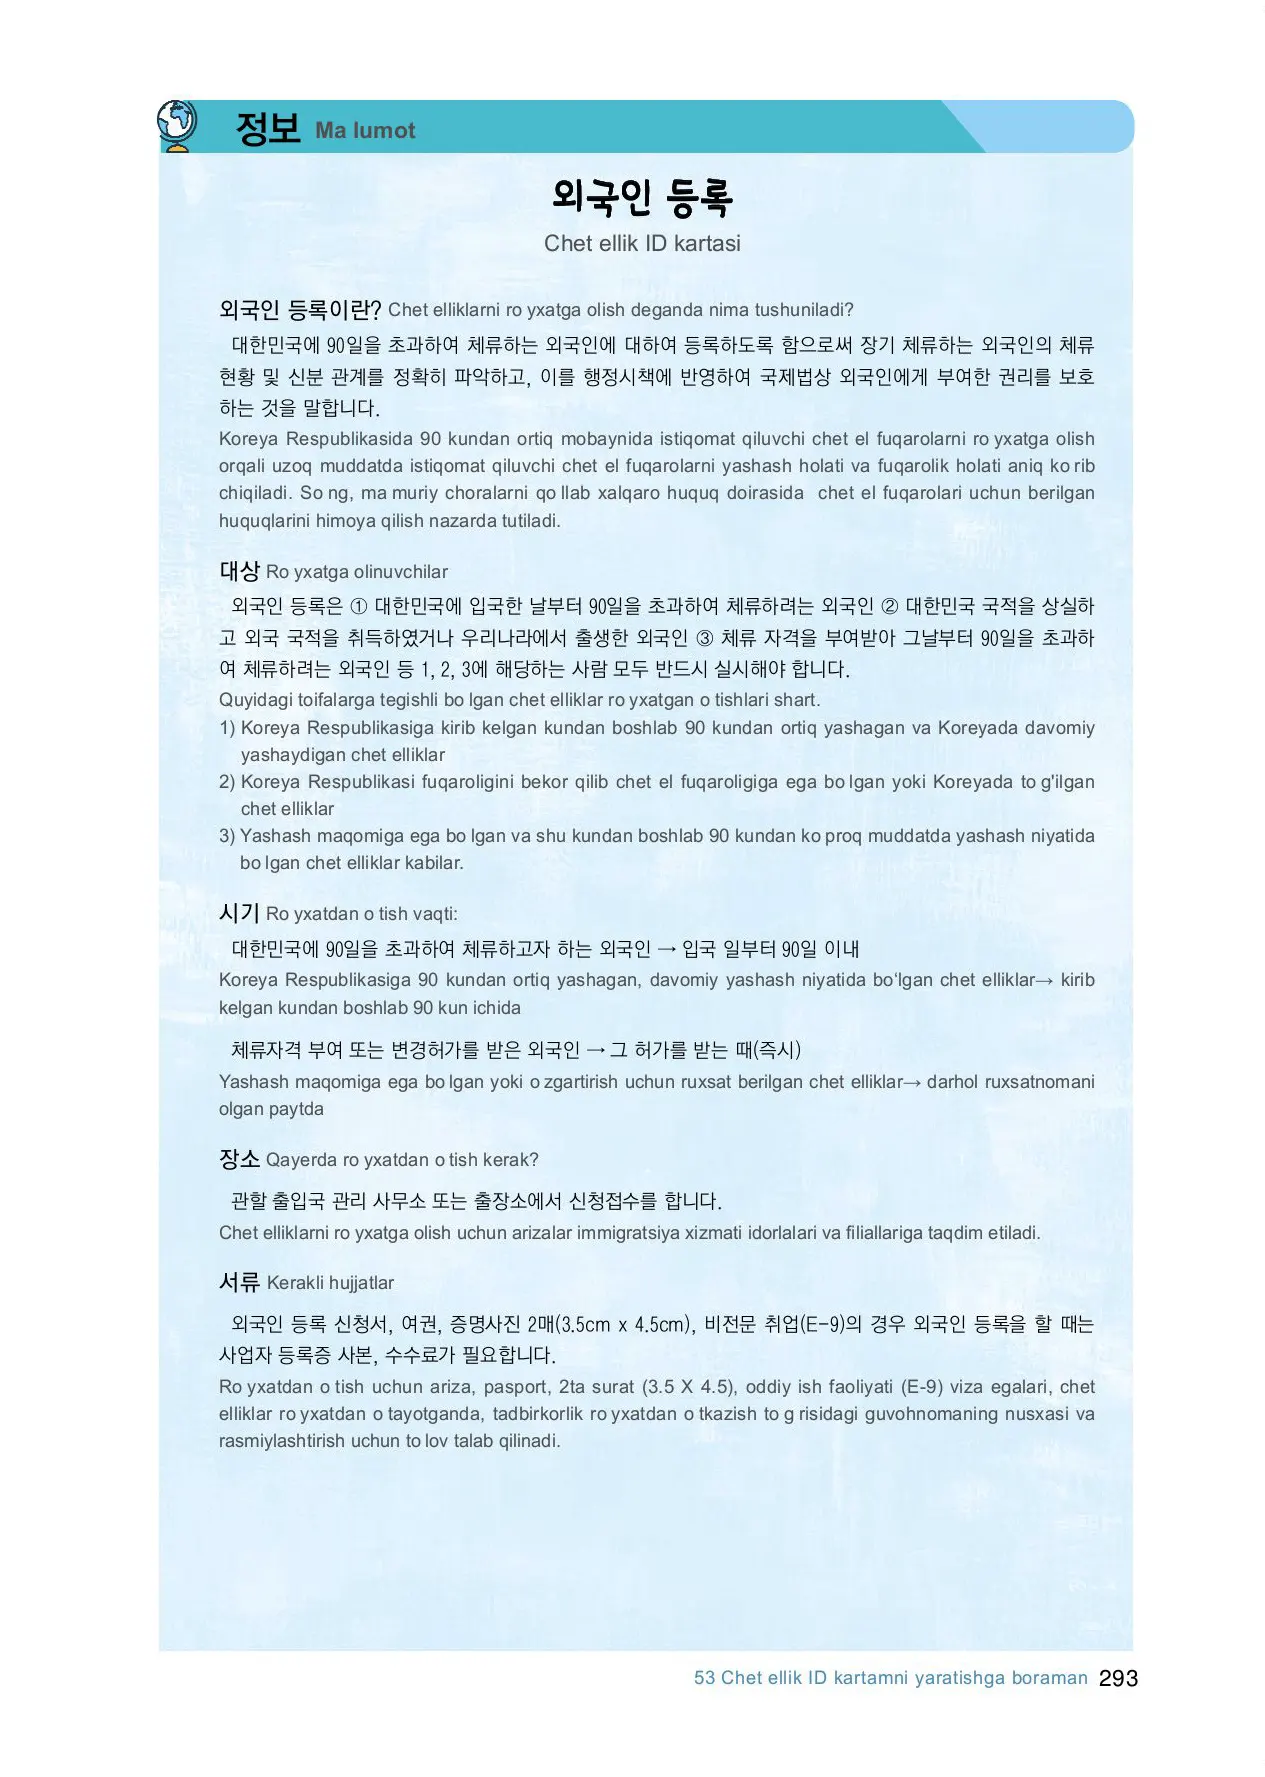 정보 Ma lumot
외국인 등록
Chet ellik ID kartasi
외국인 등록이란? Chet elliklarni ro yxatga olish deganda nima tushuniladi?
대한민국에 90일을 초과하여 체류하는 외국인에 대하여 등록하도록 함으로써 장기 체류하는 외국인의 체류
현황 및 신분 관계를 정확히 파악하고, 이를 행정시책에 반영하여 국제법상 외국인에게 부여한 권리를 보호
하는 것을 말합니다.
Koreya Respublikasida 90 kundan ortiq mobaynida istiqomat qiluvchi chet el fuqarolarni ro yxatga olish
orqali uzoq muddatda istiqomat qiluvchi chet el fuqarolarni yashash holati va fuqarolik holati aniq ko rib
chiqiladi. So ng, ma muriy choralarni qo llab xalqaro huquq doirasida chet el fuqarolari uchun berilgan
huquqlarini himoya qilish nazarda tutiladi.
대상 Ro yxatga olinuvchilar
외국인 등록은 ① 대한민국에 입국한 날부터 90일을 초과하여 체류하려는 외국인 ② 대한민국 국적을 상실하
고 외국 국적을 취득하였거나 우리나라에서 출생한 외국인 ③ 체류 자격을 부여받아 그날부터 90일을 초과하
여 체류하려는 외국인 등 1, 2, 3에 해당하는 사람 모두 반드시 실시해야 합니다.
Quyidagi toifalarga tegishli bo lgan chet elliklar ro yxatgan o tishlari shart.
1) Koreya Respublikasiga kirib kelgan kundan boshlab 90 kundan ortiq yashagan va Koreyada davomiy
yashaydigan chet elliklar
2) Koreya Respublikasi fuqaroligini bekor qilib chet el fuqaroligiga ega bo lgan yoki Koreyada to g'ilgan
chet elliklar
3) Yashash maqomiga ega bo lgan va shu kundan boshlab 90 kundan ko proq muddatda yashash niyatida
bo lgan chet elliklar kabilar.
시기 Ro yxatdan o tish vaqti:
대한민국에 90일을 초과하여 체류하고자 하는 외국인 → 입국 일부터 90일 이내
Koreya Respublikasiga 90 kundan ortiq yashagan, davomiy yashash niyatida bo‘lgan chet elliklar→ kirib
kelgan kundan boshlab 90 kun ichida
체류자격 부여 또는 변경허가를 받은 외국인 → 그 허가를 받는 때(즉시)
Yashash maqomiga ega bo lgan yoki o zgartirish uchun ruxsat berilgan chet elliklar→ darhol ruxsatnomani
olgan paytda
장소 Qayerda ro yxatdan o tish kerak?
관할 출입국 관리 사무소 또는 출장소에서 신청접수를 합니다.
Chet elliklarni ro yxatga olish uchun arizalar immigratsiya xizmati idorlalari va filiallariga taqdim etiladi.
서류 Kerakli hujjatlar
외국인 등록 신청서, 여권, 증명사진 2매(3.5cm x 4.5cm), 비전문 취업(E-9)의 경우 외국인 등록을 할 때는
사업자 등록증 사본, 수수료가 필요합니다.
Ro yxatdan o tish uchun ariza, pasport, 2ta surat (3.5 X 4.5), oddiy ish faoliyati (E-9) viza egalari, chet
elliklar ro yxatdan o tayotganda, tadbirkorlik ro yxatdan o tkazish to g risidagi guvohnomaning nusxasi va
rasmiylashtirish uchun to lov talab qilinadi.
53 Chet ellik ID kartamni yaratishga boraman 293